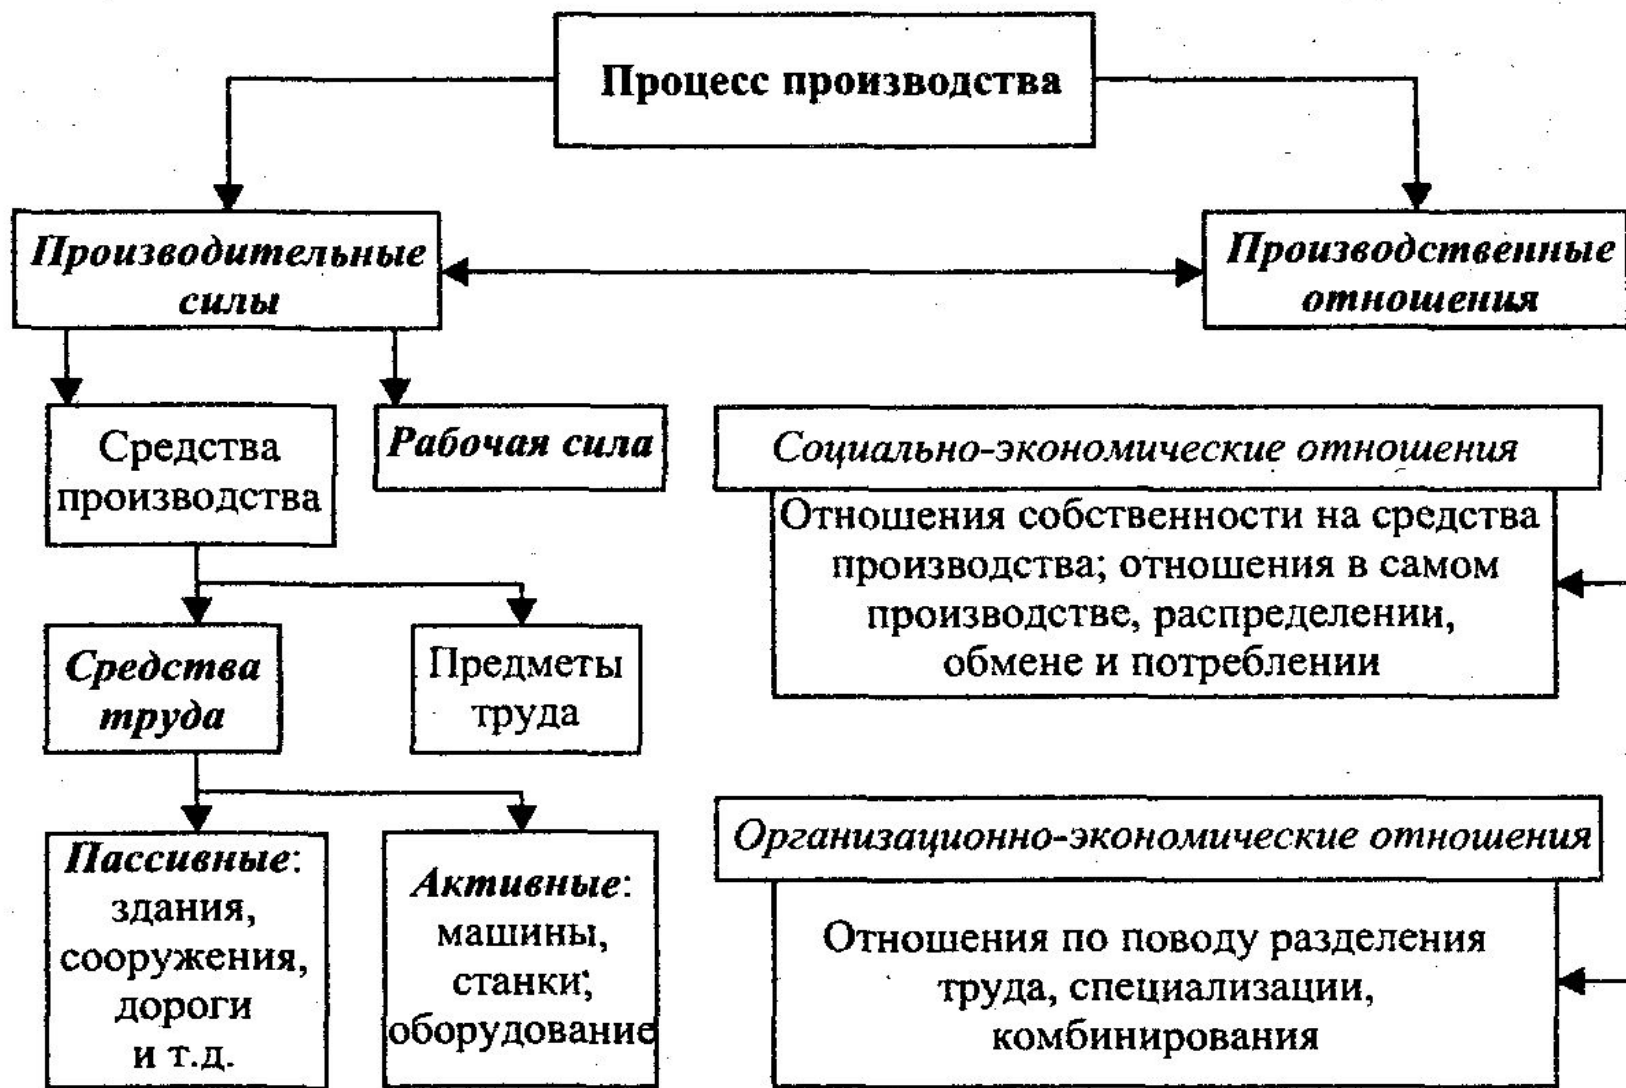 Процесс производства
Производительные
силы
Производственные
отношения
Средства
производства
Рабочая сила
Социально-экономические отношения
Отношения собственности на средства
производства; отношения в самом
производстве, распределении,
обмене и потреблении
Средства
труда
Предметы
труда
Пассивные:
здания,
сооружения,
дороги
и т.д.
Активные:
машины,
станки;
оборудование
Организационно-экономические отношения
Отношения по поводу разделения
труда, специализации,
комбинирования